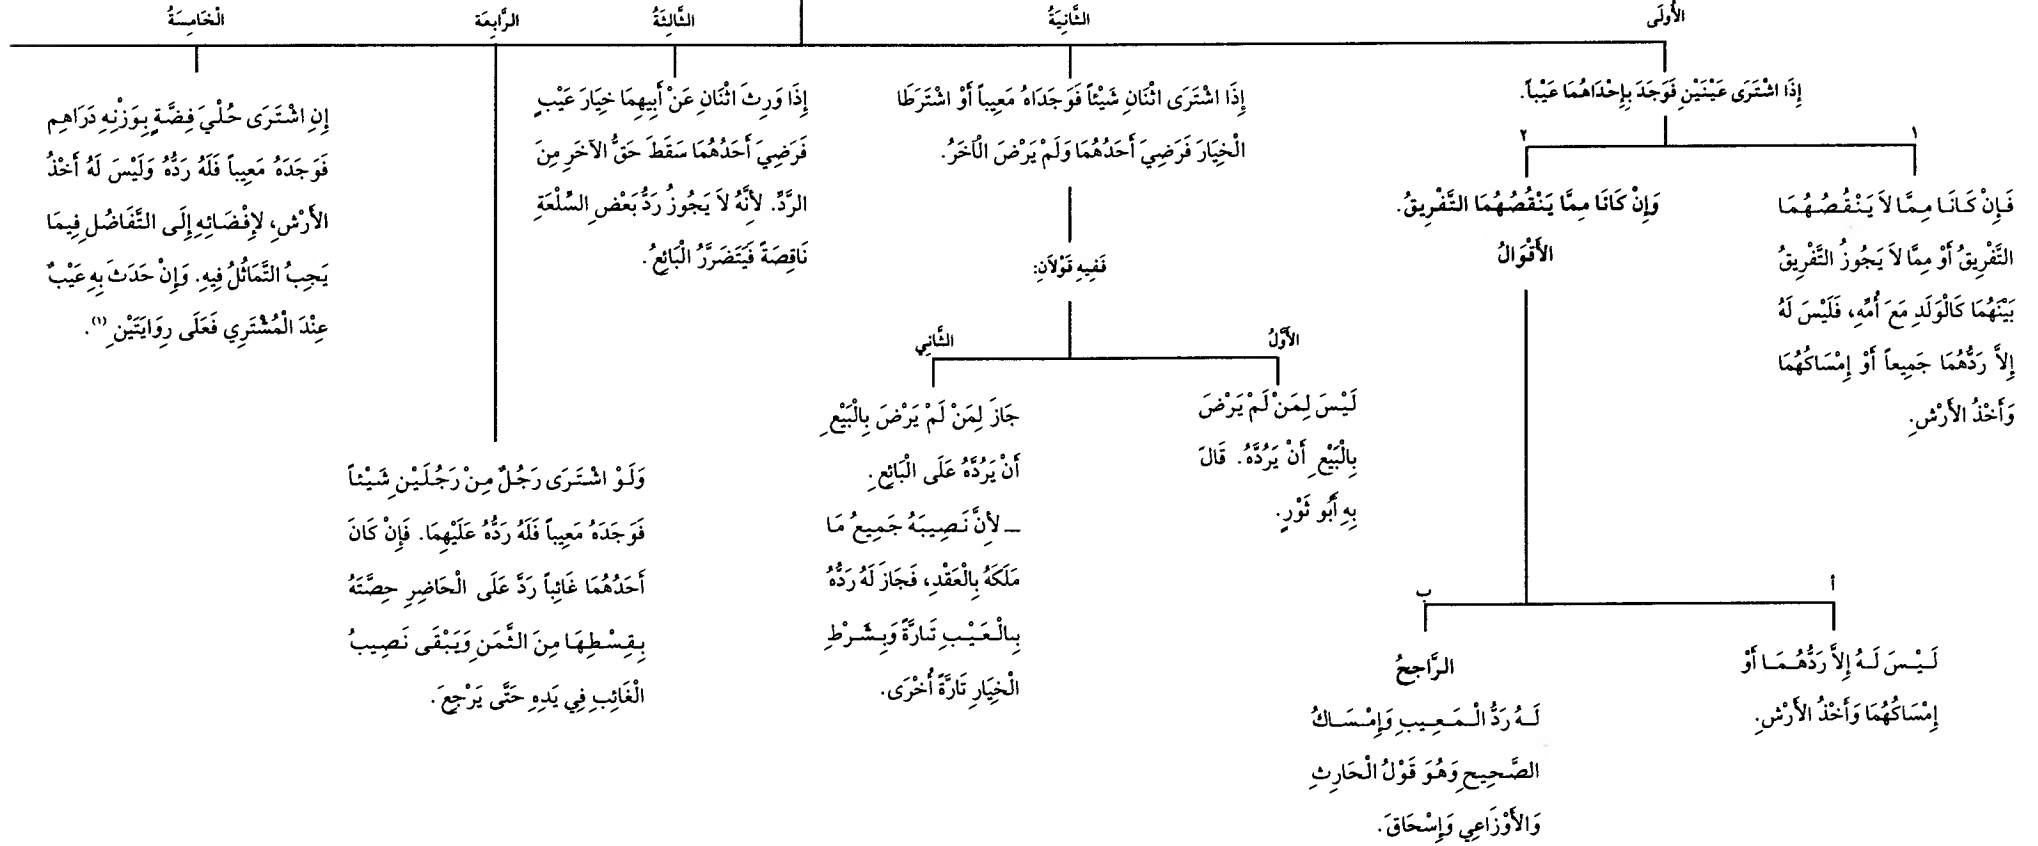 الْأُولَى
إِذَا اشْتَرَى عَيْنَيْنِ فَوَجَدَ بِإِحْدَاهُمَا عَيْباً.
١
فَإِنْ كَانَا مِمَّا لاَ يَنْقُصُهُمَا
التَّفْرِيقُ أَوْ مِمَّا لاَ يَجُوزُ التَّفْرِيقُ
بَيْنَهُمَا كَالْوَلَدِ مَعَ أُمِّهِ، فَلَيْسَ لَهُ
إِلاَّ رَدُّهُمَا جَمِيعاً أَوْ إِمْسَاكُهُمَا
وَأَخْذُ الأَرْشِ.
٢
وَإِنْ كَانَا مِمَّا يَنْقُصُهُمَا التَّفْرِيقُ.
الأَقْوَالُ
أ
لَيْسَ لَهُ إِلاَّ رَدُّهُمَا أَوْ
إِمْسَاكُهُمَا وَأَخْذُ الأَرْشِ.
ب
الرَّاجحُ
لَهُ رَدُّ الْمَعِيبِ وَإِمْسَاكُ
الصَّحِيحِ وَهُوَ قَوْلُ الْحَارِثِ
وَالأَوْزَاعِي وَإِسْحَاقَ.
الثَّانِيَةُ
إِذَا اشْتَرَى اثْنَانِ شَيْئاً فَوَجَدَاهُ مَعِيباً أَوْ اشْتَرَطَا
الْخِيَارَ فَرَضِيَ أَحَدُهُمَا وَلَمْ يَرْضَ الْآخَرُ.
فَفِيهِ قَوْلاَنِ:
الأَوَّلُ
لَيْسَ لِمَنْ لَمْ يَرْضَ
بِالْبَيْعِ أَنْ يَرُدَّهُ. قَالَ
بِهِ أَبُو ثَوْرٍ.
الثَّانِي
جَازَ لِمَنْ لَمْ يَرْضَ بِالْبَيْعِ
أَنْ يَرُدَّهُ عَلَى الْبَائِعِ.
ـ لأِنَّ نَصِيبَهُ جَمِيعُ مَا
مَلَكَهُ بِالْعَقْدِ، فَجَازَ لَهُ رَدُّهُ
بِالْعَيْبِ تَارَّةً وَبِشَرْطِ
الْخِيَارِ تَارَّةً أُخْرَى.
الثَّالِثَةُ
إِذَا وَرِثَ اثْنَانِ عَنْ أَبِيهِمَا خِيَارَ عَيْبٍ
فَرَضِيَ أَحَدُهُمَا سَقَطَ حَقُّ الآخَرِ مِنَ
الرَّدِّ. لأِنَّهُ لاَ يَجُوزُ رَدُّ بَعْضِ السِّلْعَةِ
نَاقِصَةً فَيَتَضَرَّرُ الْبَائِعُ.
الرَّابِعَة
وَلَوْ اشْتَرَى رَجُلٌ مِنْ رَجُلَيْنِ شَيْئاً
فَوَجَدَهُ مَعِيباً فَلَهُ رَدُّهُ عَلَيْهِمَا. فَإِنْ كَانَ
أَحَدُهُمَا غَائِباً رَدَّ عَلَى الْحَاضِرِ حِصَّتَهُ
بِقِسْطِهَا مِنَ الثَّمَنِ وَيَبْقَى نَصِيبُ
الْغَائِبِ فِي يَدِهِ حَتَّى يَرْجِعَ.
الْخَامِسَةُ
إِنِ اشْتَرَى حُلْيَ فِضَّةٍ بِوَزْنِهِ دَرَاهِم
فَوَجَدَهُ مَعِيباً فَلَهُ رَدُّهُ وَلَيْسَ لَهُ أَخْذُ
الأَرْشِ، لإِفْضَائِهِ إِلَى التَّفَاضُلِ فِيمَا
يَجِبُ التَّمَاثُلُ فِيهِ. وَإِنْ حَدَثَ بِهِ عَيْبٌ
عِنْدَ الْمُشْتَرِي فَعَلَى رِوَايَتَيْنِ (١).